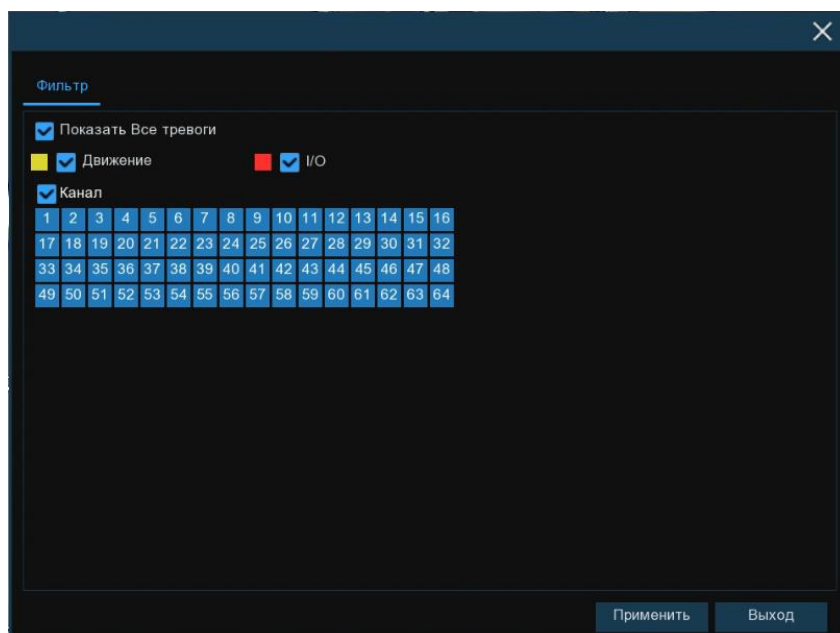 Фильтр
Показать Все тревоги
Движение I/O
Канал
1 2 3 4 5 6 7 8 9 10 11 12 13 14 15 16
17 18 19 20 21 22 23 24 25 26 27 28 29 30 31 32
33 34 35 36 37 38 39 40 41 42 43 44 45 46 47 48
49 50 51 52 53 54 55 56 57 58 59 60 61 62 63 64
Применить Выход